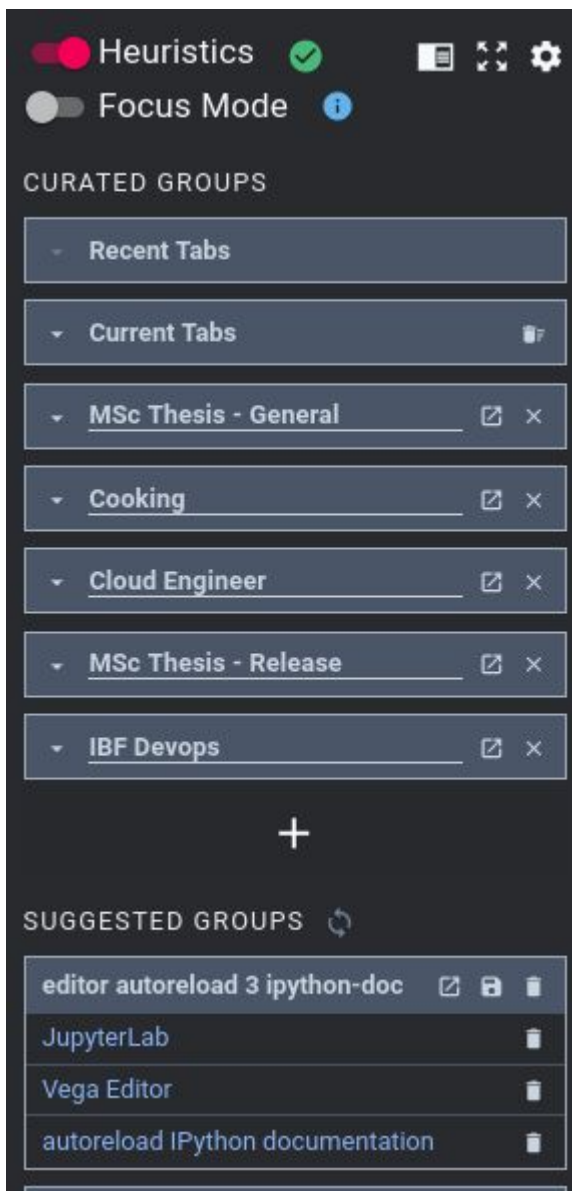 Heuristics
Focus Mode
CURATED GROUPS
Recent Tabs
Current Tabs
MSc Thesis - General
Cooking
Cloud Engineer
MSc Thesis - Release
IBF Devops
SUGGESTED GROUPS
editor autoreload 3 ipython-doc
JupyterLab
Vega Editor
autoreload IPython documentation